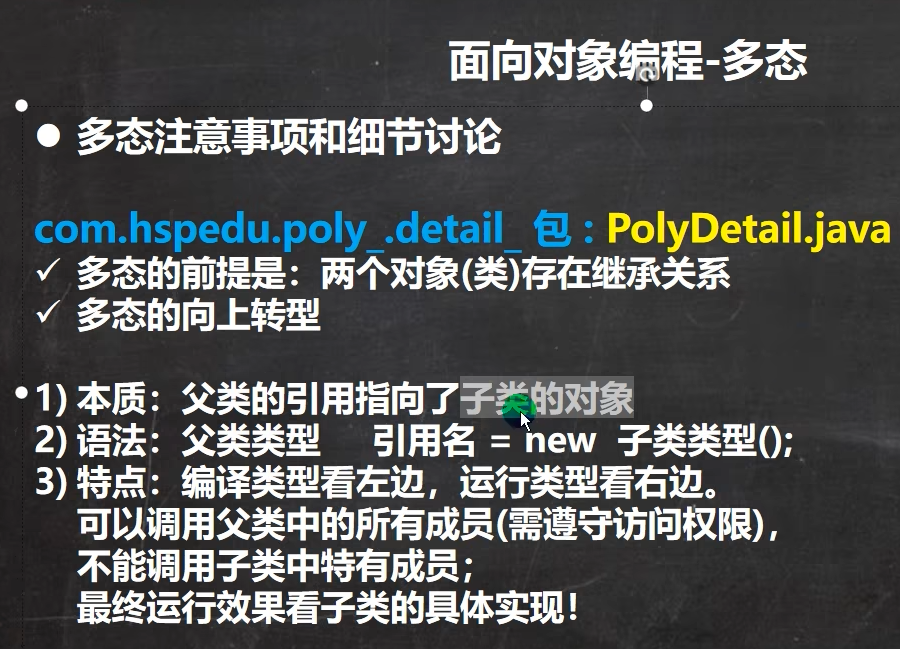 面向对象编程-多态
● 多态注意事项和细节讨论
com.hspedu.poly_.detail_ 包 : PolyDetail.java
✓ 多态的前提是：两个对象(类)存在继承关系
✓ 多态的向上转型
1) 本质：父类的引用指向了子类的对象
2) 语法：父类类型 引用名 = new 子类类型();
3) 特点：编译类型看左边，运行类型看右边。
可以调用父类中的所有成员(需遵守访问权限)，
不能调用子类中特有成员；
最终运行效果看子类的具体实现！